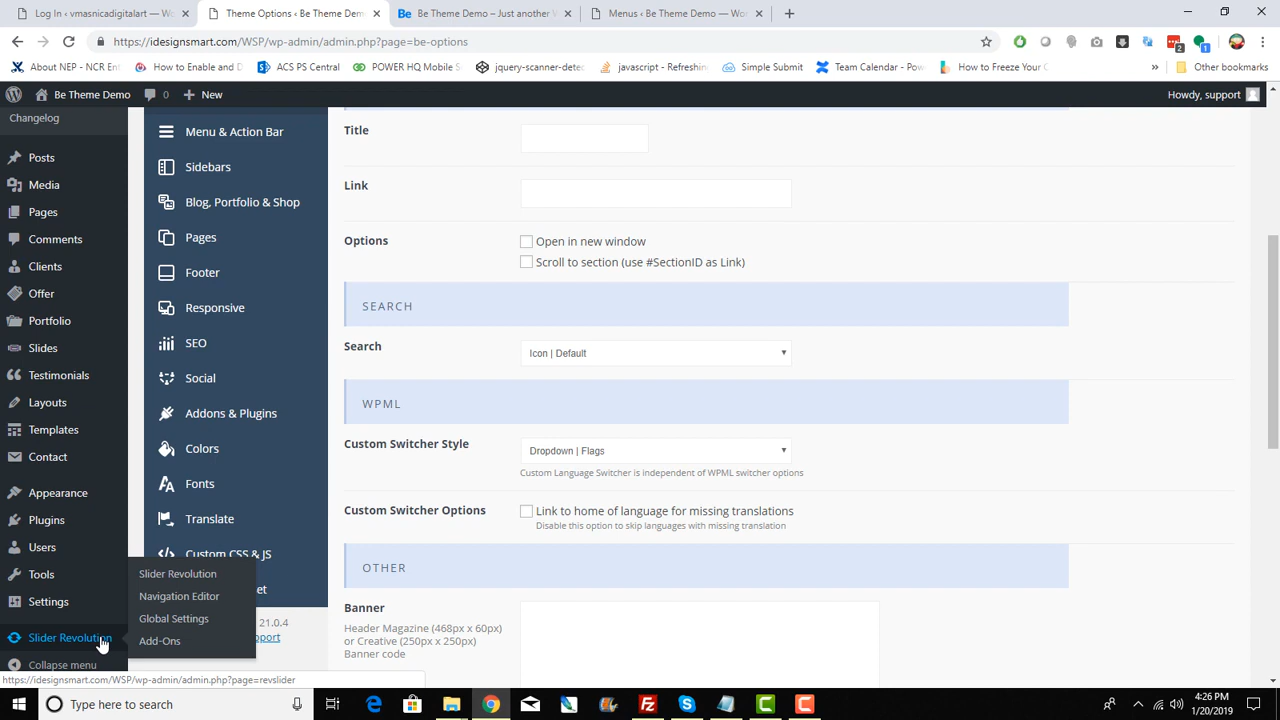 Log In ‹ vmasnicadigitalart — Wo
Theme Options ‹ Be Theme Demo
Be Theme Demo – Just another V
Menus ‹ Be Theme Demo — Wor
https://idesignsmart.com/WSP/wp-admin/admin.php?page=be-options
2
1
About NEP - NCR Ent
How to Enable and D
ACS PS Central
POWER HQ Mobile S
jquery-scanner-detec
javascript - Refreshing
Simple Submit
Team Calendar - Pow
How to Freeze Your C
»
Other bookmarks
Be Theme Demo
0
New
Howdy, support
Changelog
Posts
Media
Pages
Comments
Clients
Offer
Portfolio
Slides
Testimonials
Layouts
Templates
Contact
Appearance
Plugins
Users
Tools
Settings
Slider Revolution
Collapse menu
Slider Revolution
Navigation Editor
Global Settings
Add-Ons
Menu & Action Bar
Sidebars
Blog, Portfolio & Shop
Pages
Footer
Responsive
SEO
Social
Addons & Plugins
Colors
Fonts
Translate
Custom CSS & JS
21.0.4
Title
Link
Options
Open in new window
Scroll to section (use #SectionID as Link)
SEARCH
Search
Icon | Default
WPML
Custom Switcher Style
Dropdown | Flags
Custom Language Switcher is independent of WPML switcher options
Custom Switcher Options
Link to home of language for missing translations
Disable this option to skip languages with missing translation
OTHER
Banner
Header Magazine (468px x 60px)
or Creative (250px x 250px)
Banner code
https://idesignsmart.com/WSP/wp-admin/admin.php?page=revslider
Type here to search
4:26 PM
1/20/2019